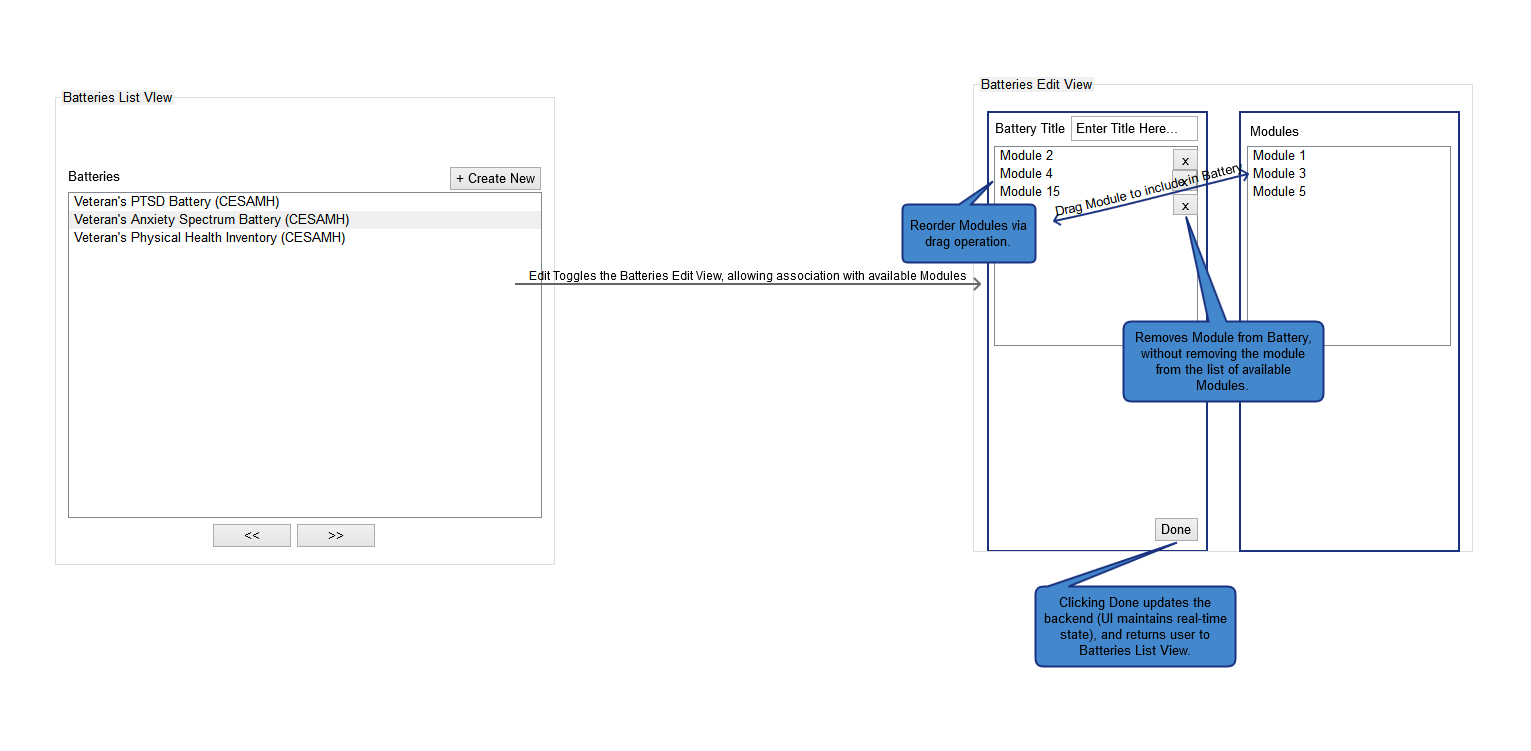 Batteries List VIew
Batteries
+ Create New
Veteran's PTSD Battery (CESAMH)
Veteran's Anxiety Spectrum Battery (CESAMH)
Veteran's Physical Health Inventory (CESAMH)
<<
>>
Edit Toggles the Batteries Edit View, allowing association with available Modules
Batteries Edit View
Battery Title
Enter Title Here...
Module 2
x
Module 4
x
Module 15
x
Drag Module to include in Battery
Reorder Modules via
drag operation.
Modules
Module 1
Module 3
Module 5
Removes Module from Battery,
without removing the module
from the list of available
Modules.
Done
Clicking Done updates the
backend (UI maintains real-time
state), and returns user to
Batteries List View.